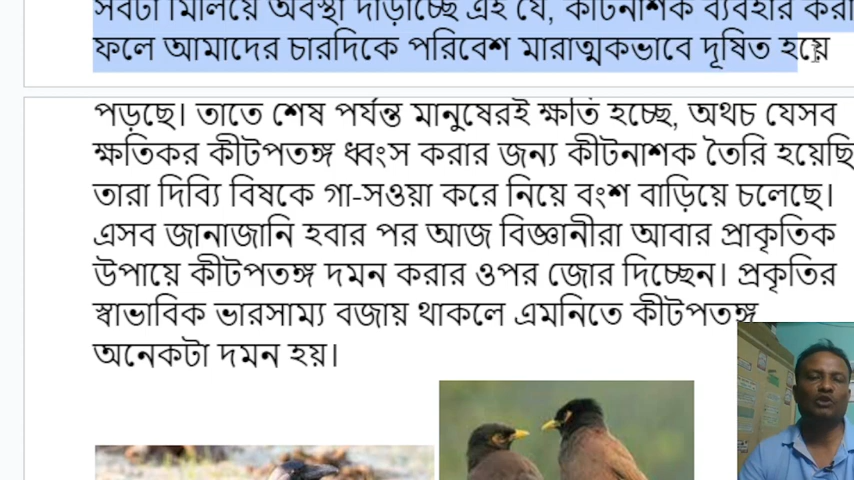 সবটা মিলিয়ে অবস্থা দাঁড়াচ্ছে এই যে, কীটনাশক ব্যবহার করা
ফলে আমাদের চারদিকে পরিবেশ মারাত্মকভাবে দূষিত হয়ে
পড়ছে। তাতে শেষ পর্যন্ত মানুষেরই ক্ষতি হচ্ছে, অথচ যেসব
ক্ষতিকর কীটপতঙ্গ ধ্বংস করার জন্য কীটনাশক তৈরি হয়েছি
তারা দিব্যি বিষকে গা-সওয়া করে নিয়ে বংশ বাড়িয়ে চলেছে।
এসব জানাজানি হবার পর আজ বিজ্ঞানীরা আবার প্রাকৃতিক
উপায়ে কীটপতঙ্গ দমন করার ওপর জোর দিচ্ছেন। প্রকৃতির
স্বাভাবিক ভারসাম্য বজায় থাকলে এমনিতে কীটপতঙ্গ
অনেকটা দমন হয়।